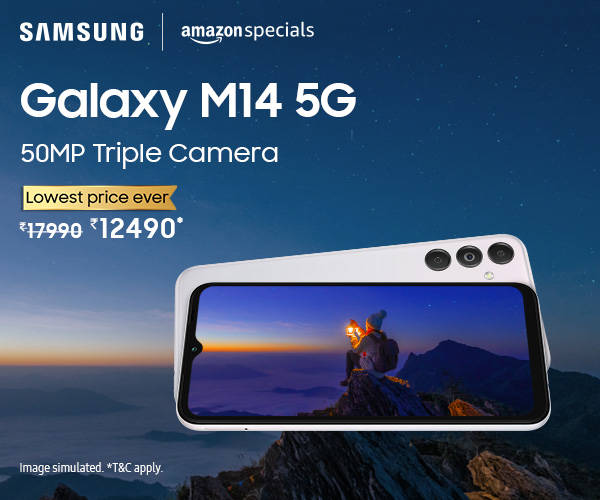 SAMSUNG
amazonspecials
Galaxy M14 5G
50MP Triple Camera
Lowest price ever
₹17990 ₹12490*
Image simulated. *T&C apply.